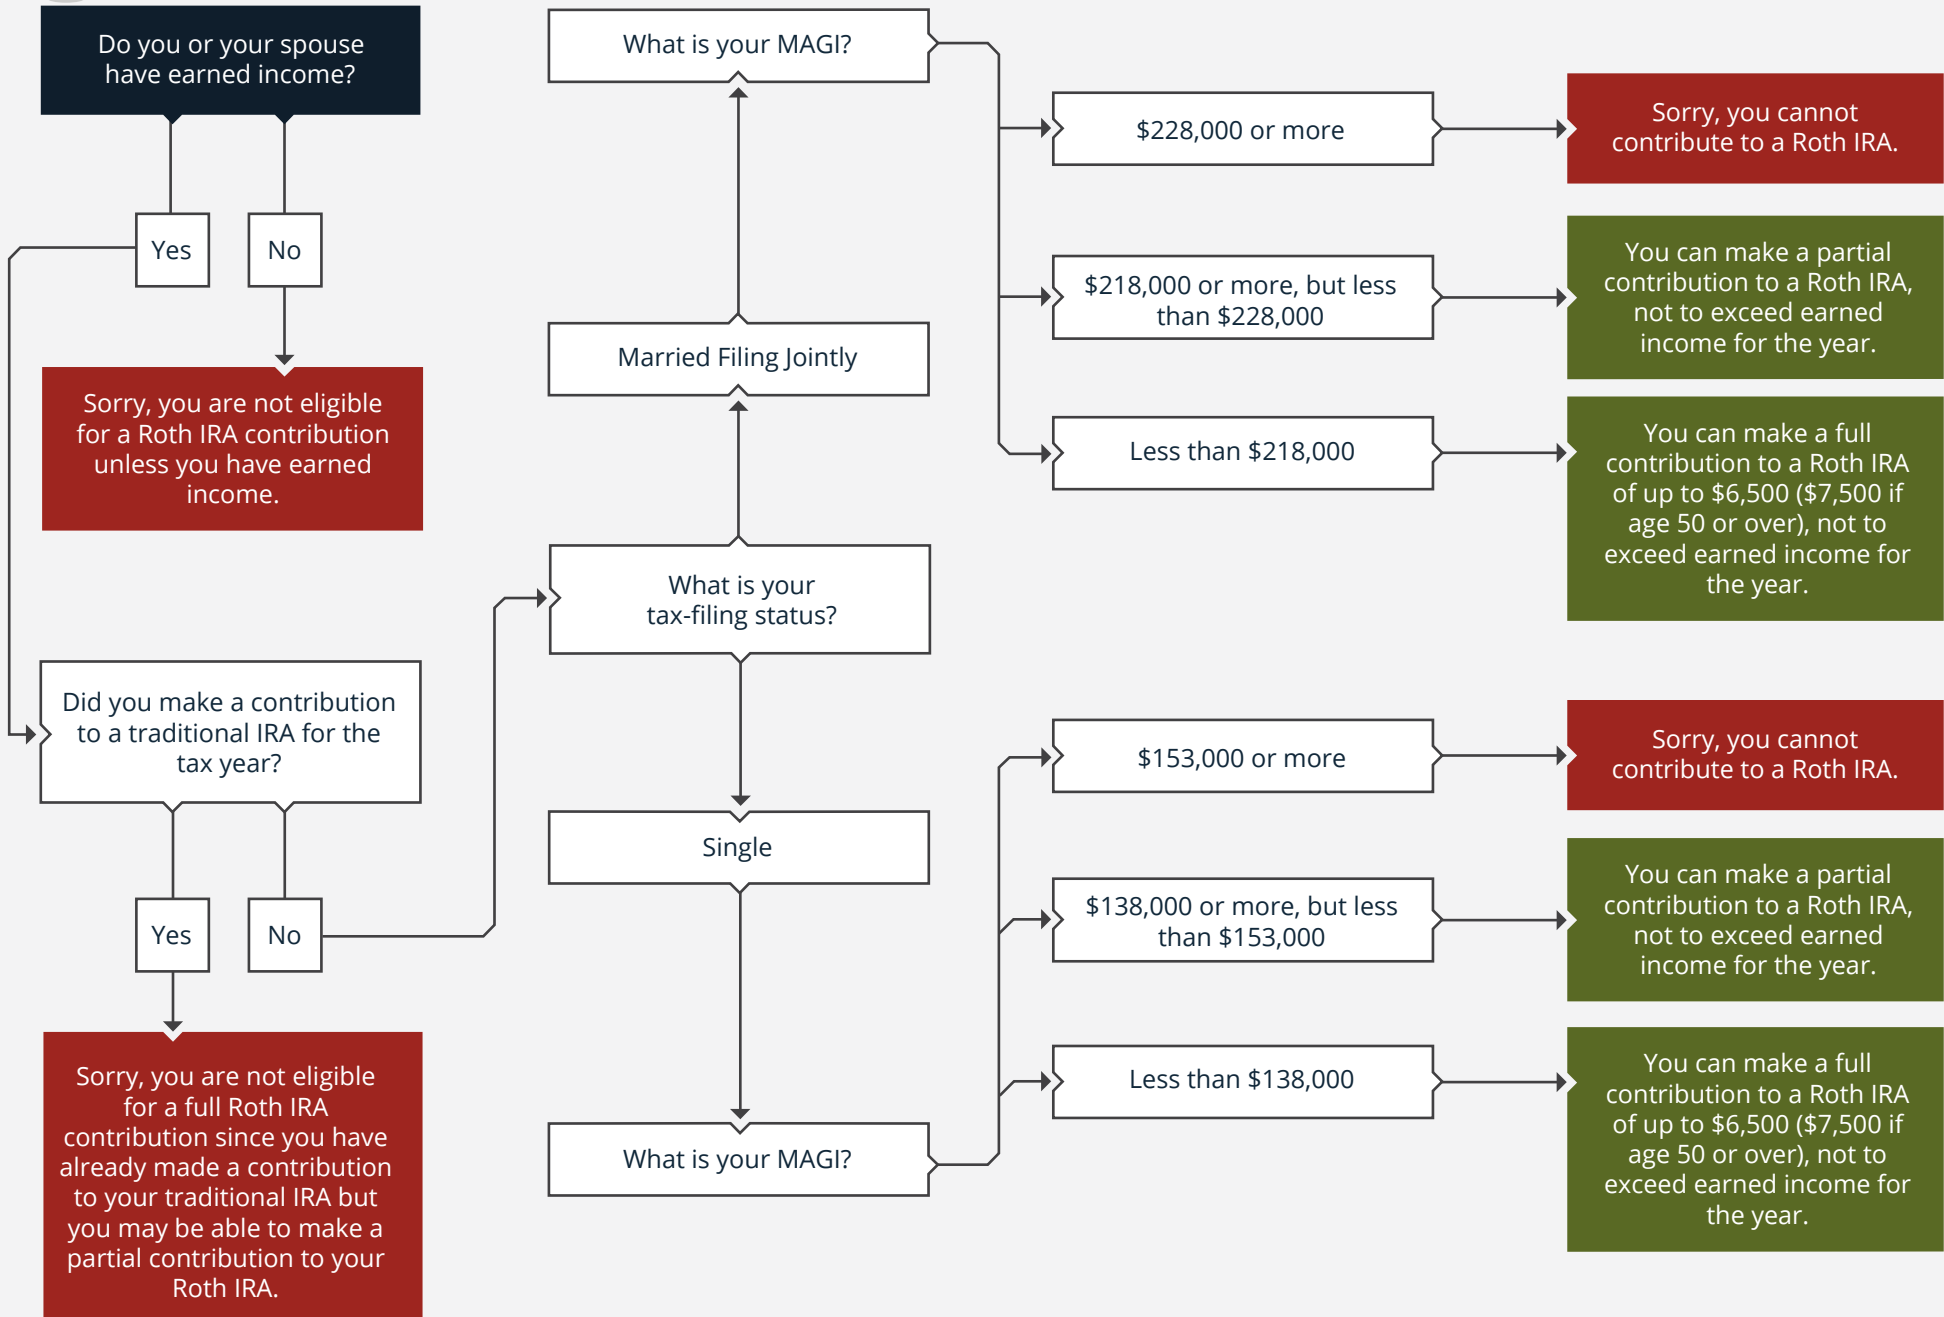 Do you or your spouse
have earned income?
Yes
No
Sorry, you are not eligible
for a Roth IRA contribution
unless you have earned
income.
Did you make a contribution
to a traditional IRA for the
tax year?
Yes
No
Sorry, you are not eligible
for a full Roth IRA
contribution since you have
already made a contribution
to your traditional IRA but
you may be able to make a
partial contribution to your
Roth IRA.
What is your
tax-filing status?
Married Filing Jointly
What is your MAGI?
$228,000 or more
Sorry, you cannot
contribute to a Roth IRA.
$218,000 or more, but less
than $228,000
You can make a partial
contribution to a Roth IRA,
not to exceed earned
income for the year.
Less than $218,000
You can make a full
contribution to a Roth IRA
of up to $6,500 ($7,500 if
age 50 or over), not to
exceed earned income for
the year.
Single
What is your MAGI?
$153,000 or more
Sorry, you cannot
contribute to a Roth IRA.
$138,000 or more, but less
than $153,000
You can make a partial
contribution to a Roth IRA,
not to exceed earned
income for the year.
Less than $138,000
You can make a full
contribution to a Roth IRA
of up to $6,500 ($7,500 if
age 50 or over), not to
exceed earned income for
the year.